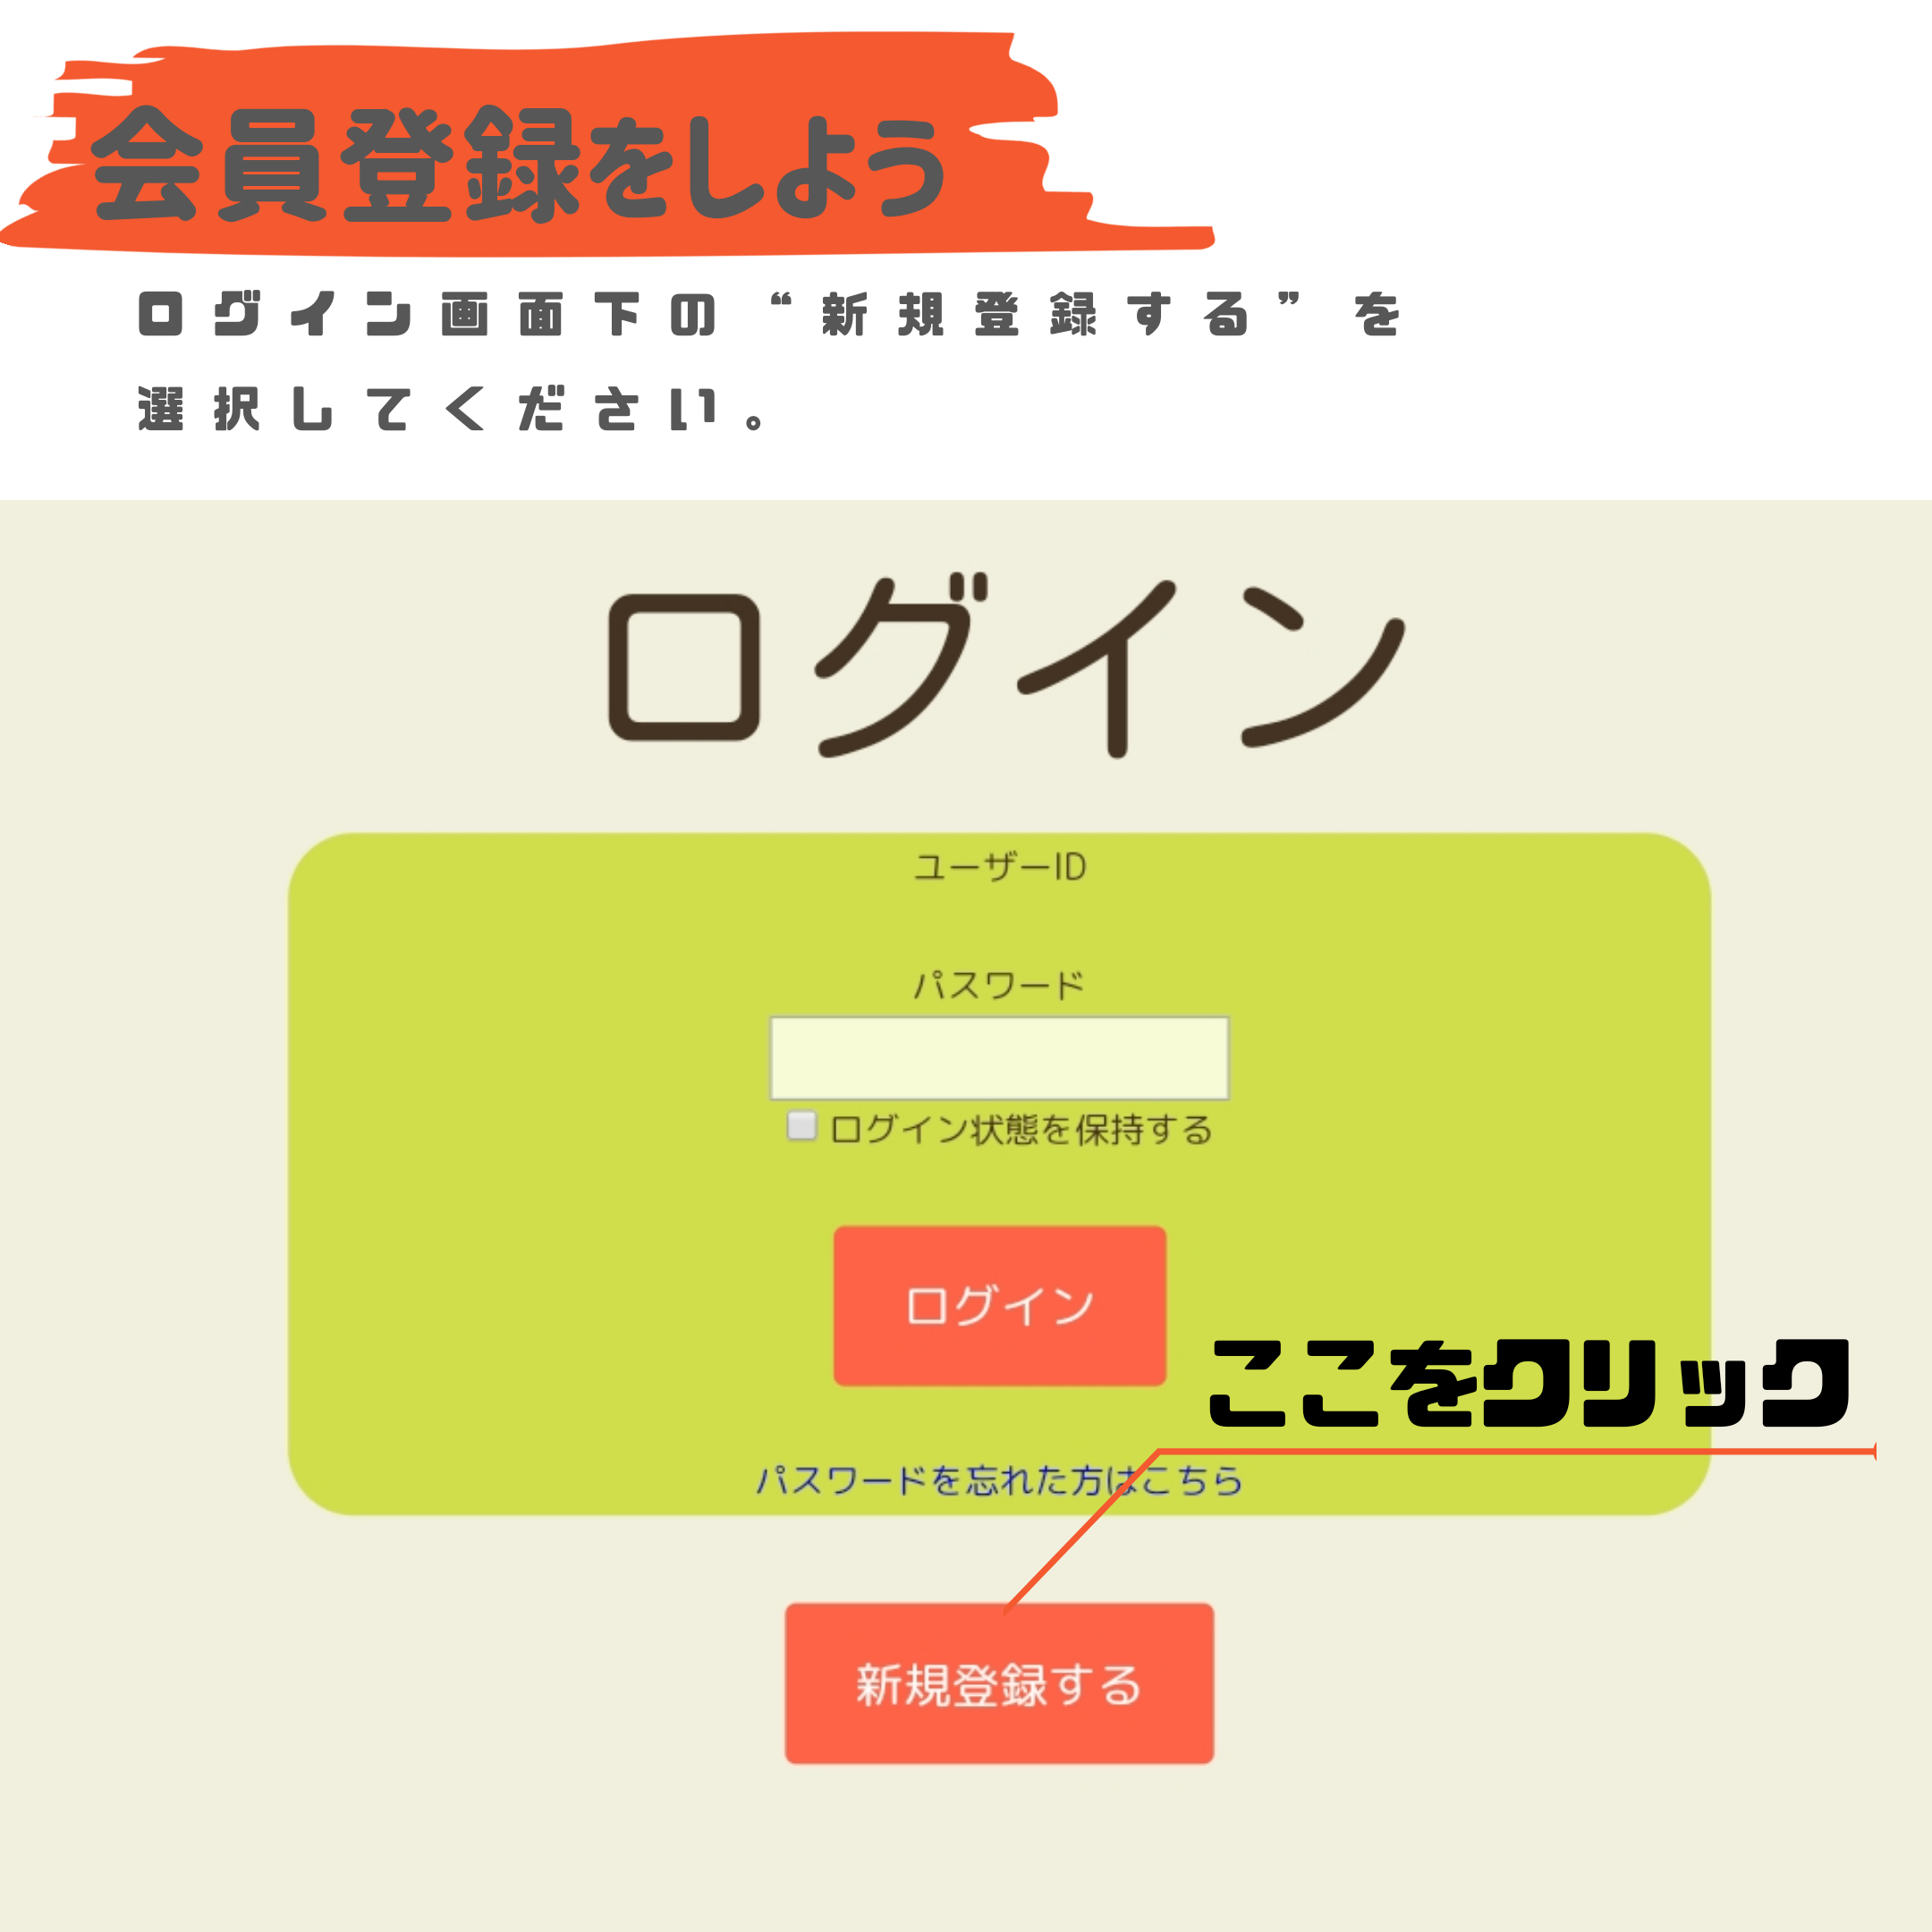 会員登録をしよう
ログイン画面下の“新規登録する”を
選択してください。
ログイン
ユーザーID
パスワード
ログイン状態を保持する
ログイン
ここをクリック
パスワードを忘れた方はこちら
新規登録する